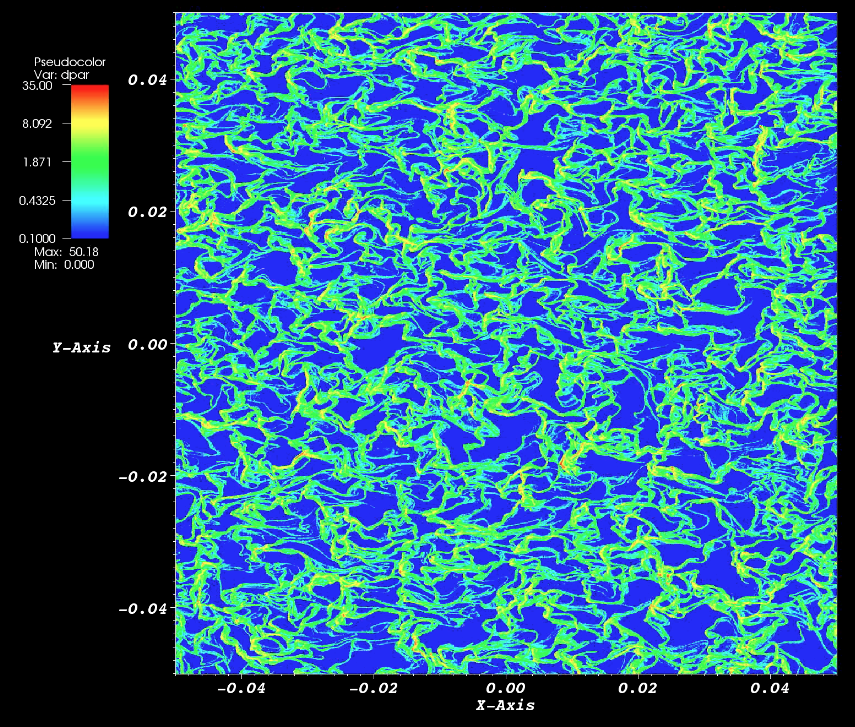 Pseudocolor
Var: dpar
35.00
8.092
1.871
0.4325
0.1000
Max: 50.18
Min: 0.000
0.04
0.02
Y-Axis 0.00
-0.02
-0.04
-0.04 -0.02 0.00 0.02 0.04
X-Axis